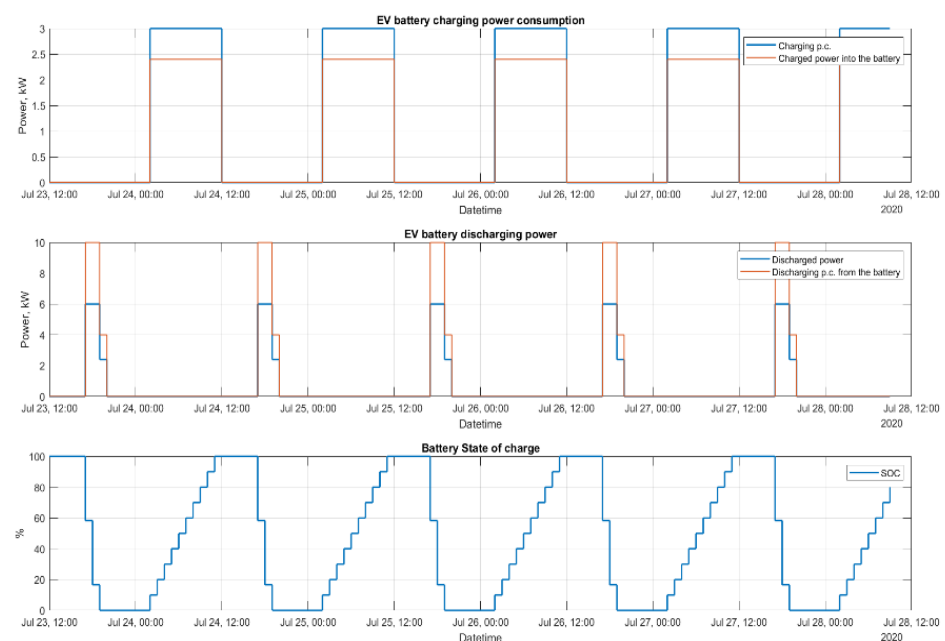 EV battery charging power consumption
3
2.5
2
1.5
1
0.5
0
Power, kW
Charging p.c.
Charged power into the battery
Jul 23, 12:00 Jul 24, 00:00 Jul 24, 12:00 Jul 25, 00:00 Jul 25, 12:00 Jul 26, 00:00 Jul 26, 12:00 Jul 27, 00:00 Jul 27, 12:00 Jul 28, 00:00 Jul 28, 12:00
Datetime
2020
EV battery discharging power
10
8
6
4
2
0
Power, kW
Discharged power
Discharging p.c. from the battery
Jul 23, 12:00 Jul 24, 00:00 Jul 24, 12:00 Jul 25, 00:00 Jul 25, 12:00 Jul 26, 00:00 Jul 26, 12:00 Jul 27, 00:00 Jul 27, 12:00 Jul 28, 00:00 Jul 28, 12:00
Datetime
2020
Battery State of charge
100
80
60
40
20
0
%
SOC
Jul 23, 12:00 Jul 24, 00:00 Jul 24, 12:00 Jul 25, 00:00 Jul 25, 12:00 Jul 26, 00:00 Jul 26, 12:00 Jul 27, 00:00 Jul 27, 12:00 Jul 28, 00:00 Jul 28, 12:00
Datetime
2020